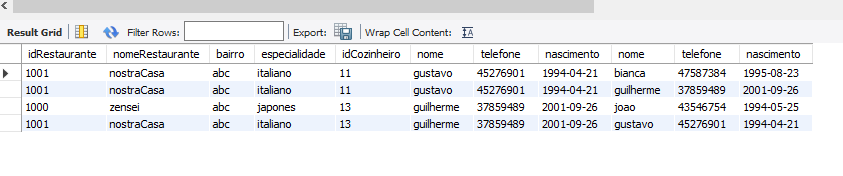 Result Grid Filter Rows: Export: Wrap Cell Content:
idRestaurante nomeRestaurante bairro especialidade idCozinheiro nome telefone nascimento nome telefone nascimento
1001 nostraCasa abc italiano 11 gustavo 45276901 1994-04-21 bianca 47587384 1995-08-23
1001 nostraCasa abc italiano 11 gustavo 45276901 1994-04-21 guilherme 37859489 2001-09-26
1000 zensei abc japones 13 guilherme 37859489 2001-09-26 joao 43546754 1994-05-25
1001 nostraCasa abc italiano 13 guilherme 37859489 2001-09-26 gustavo 45276901 1994-04-21